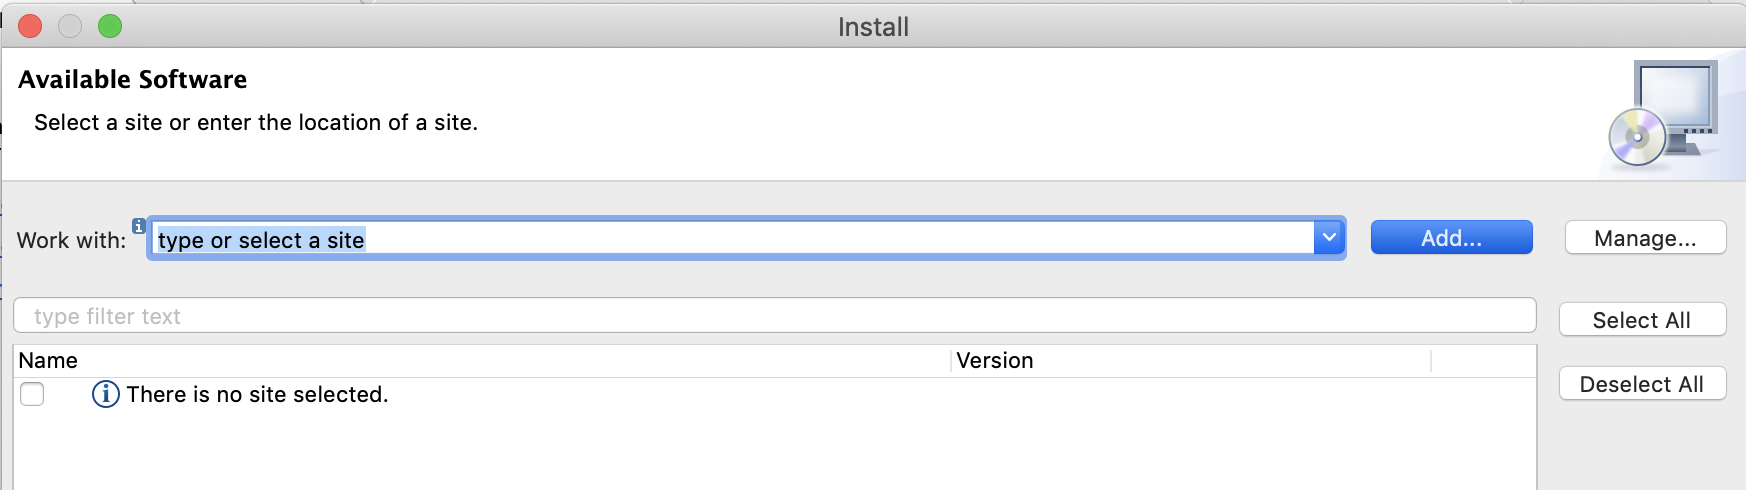 Install
Available Software
Select a site or enter the location of a site.
Work with: type or select a site Add... Manage...
type filter text
Select All
Name Version
There is no site selected.
Deselect All